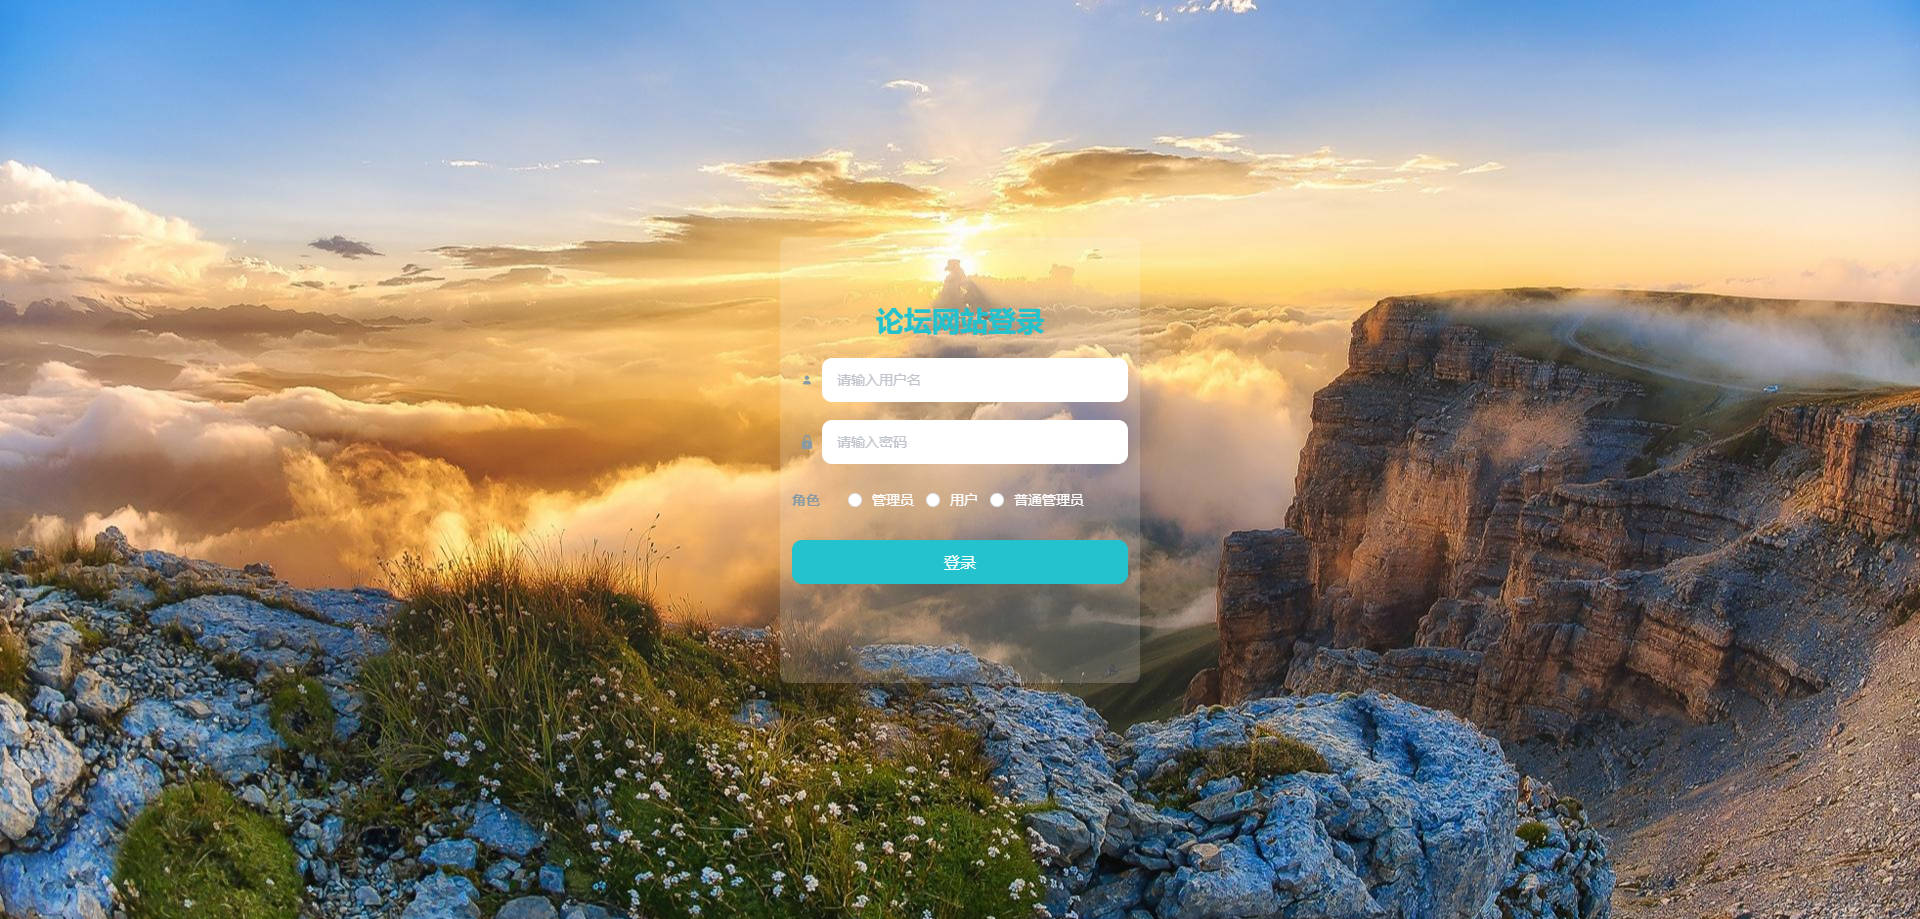 论坛网站登录
请输入用户名
请输入密码
角色 管理员 用户 普通管理员
登录